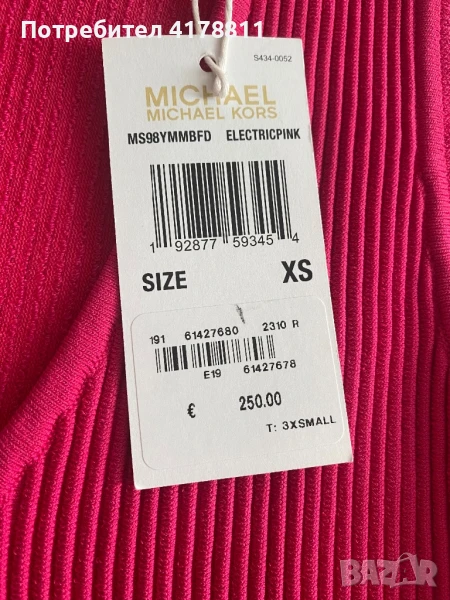 Потребител 4178811
S434-0052
MICHAEL
MICHAEL KORS
MS98YMMBFD ELECTRICPINK
1 92877 59345 4
SIZE XS
191 61427680 2310 R
E19 61427678
€ 250.00
T: 3XSMALL
BAZAR